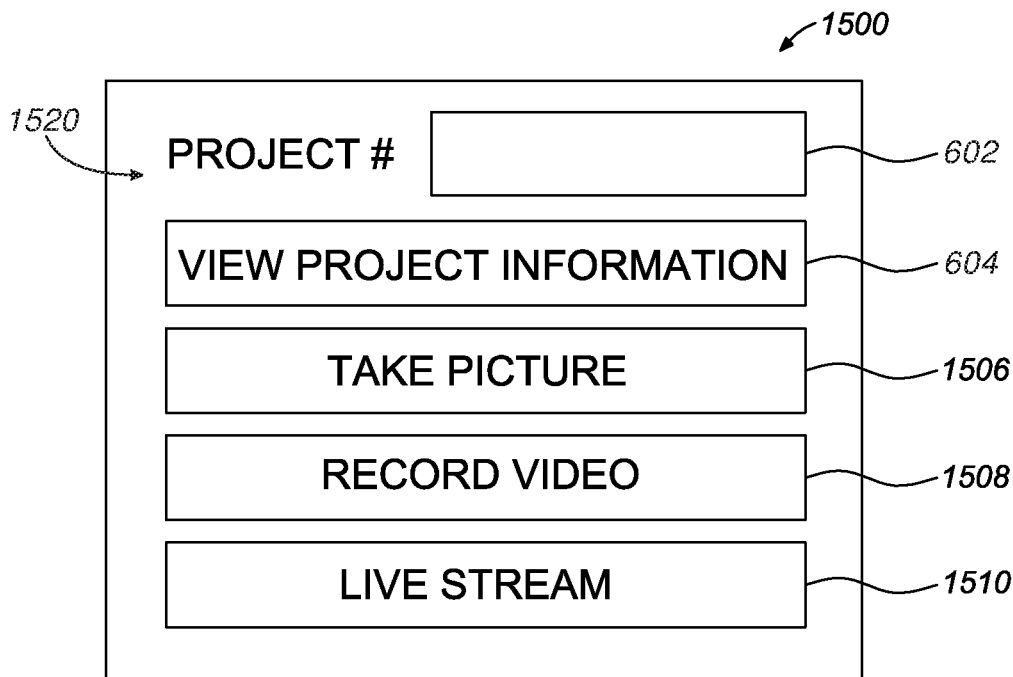 1500
1520
PROJECT # 602
VIEW PROJECT INFORMATION 604
TAKE PICTURE 1506
RECORD VIDEO 1508
LIVE STREAM 1510